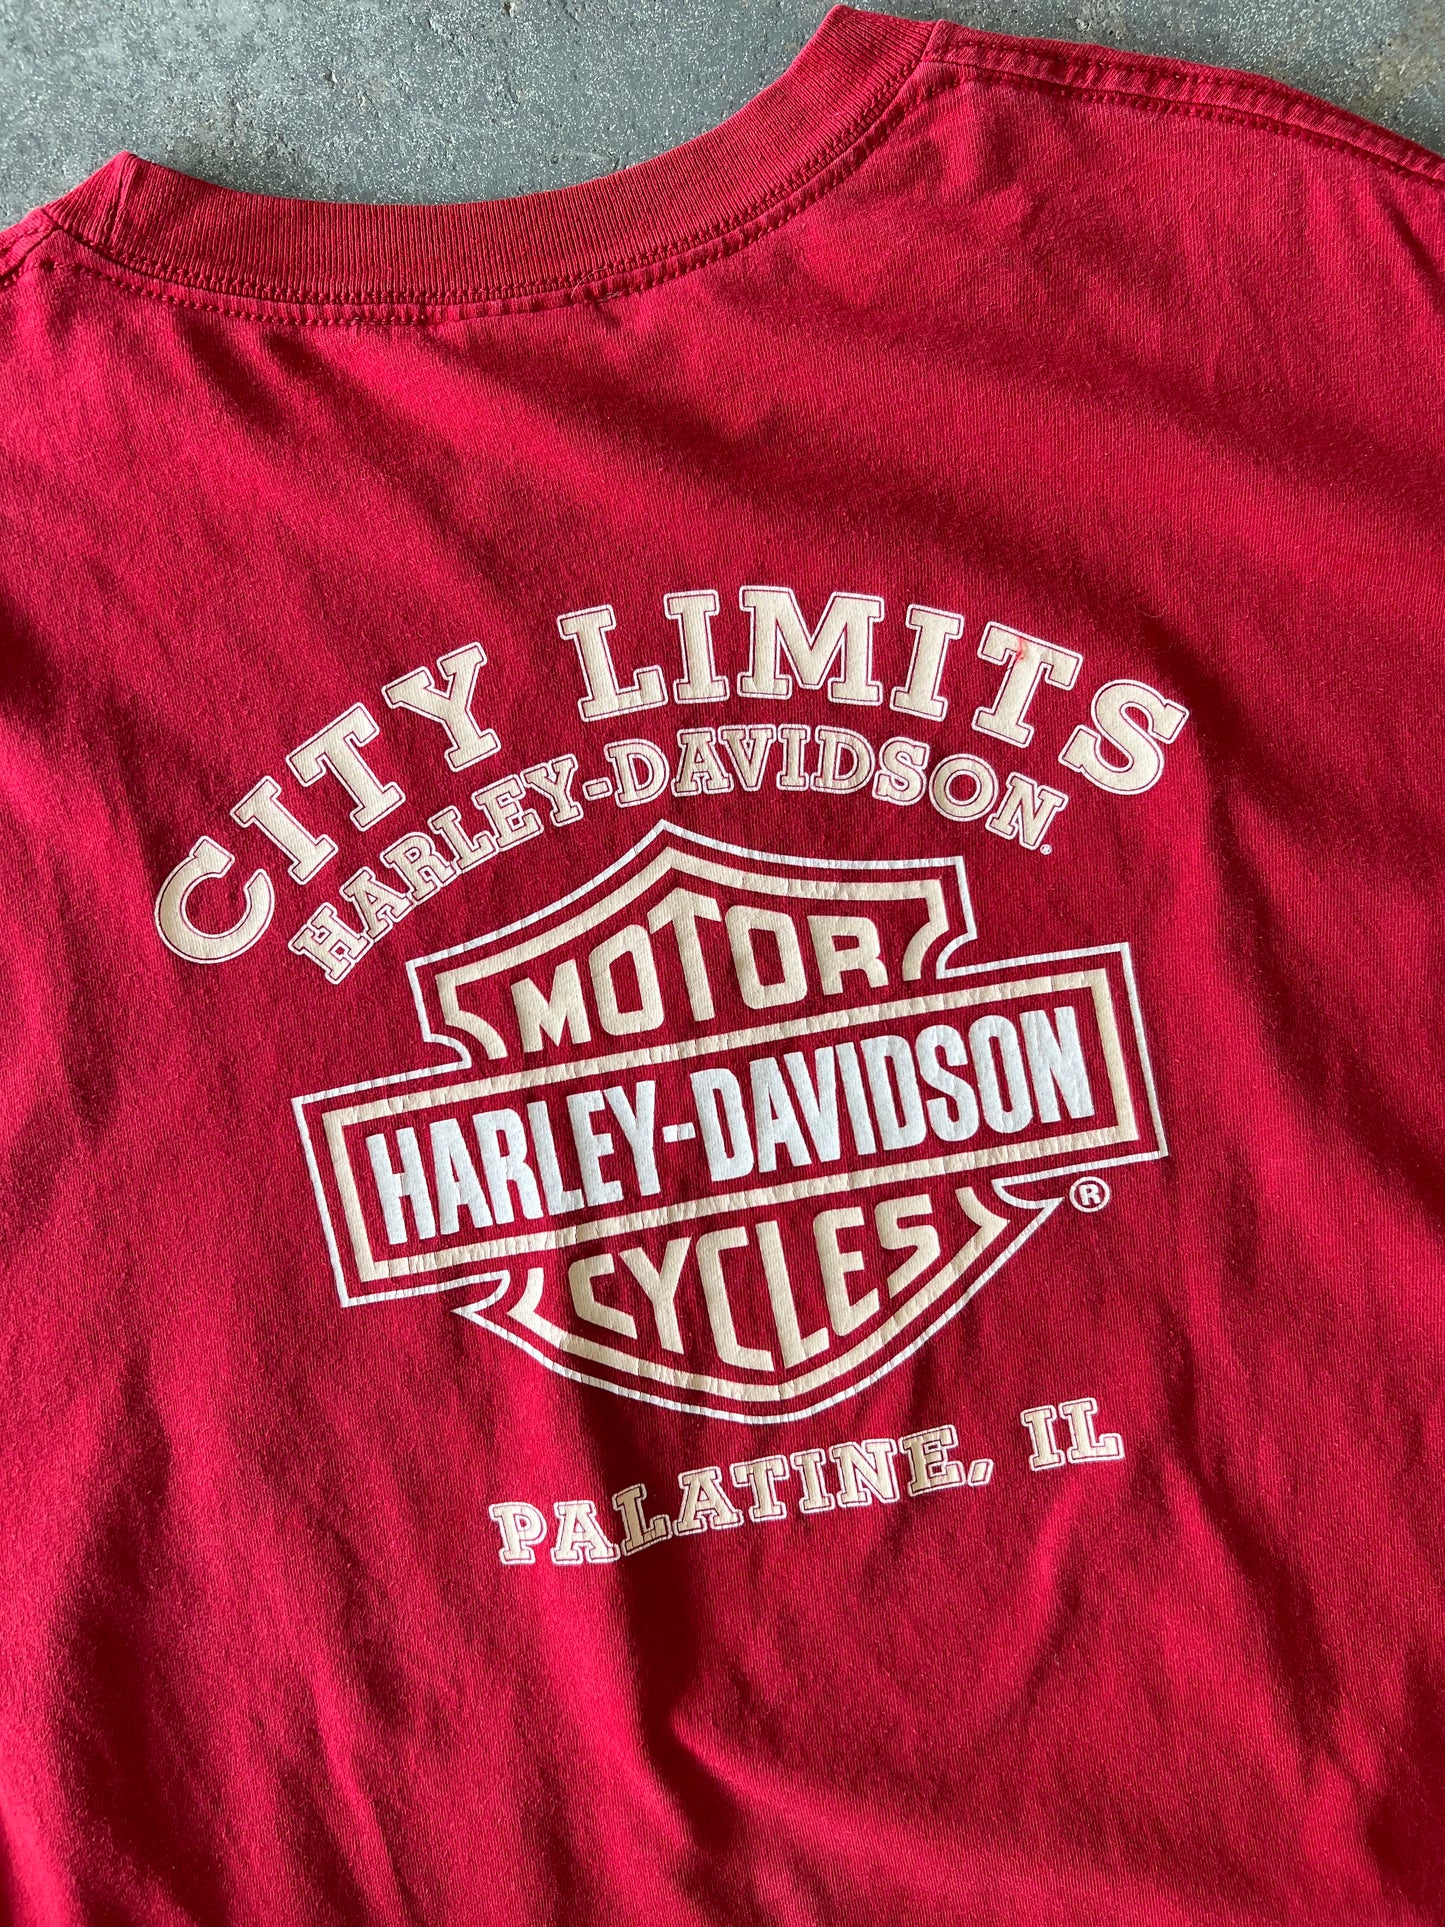 CITY LIMITS
HARLEY-DAVIDSON®
MOTOR
HARLEY-DAVIDSON
CYCLES ®
PALATINE, IL